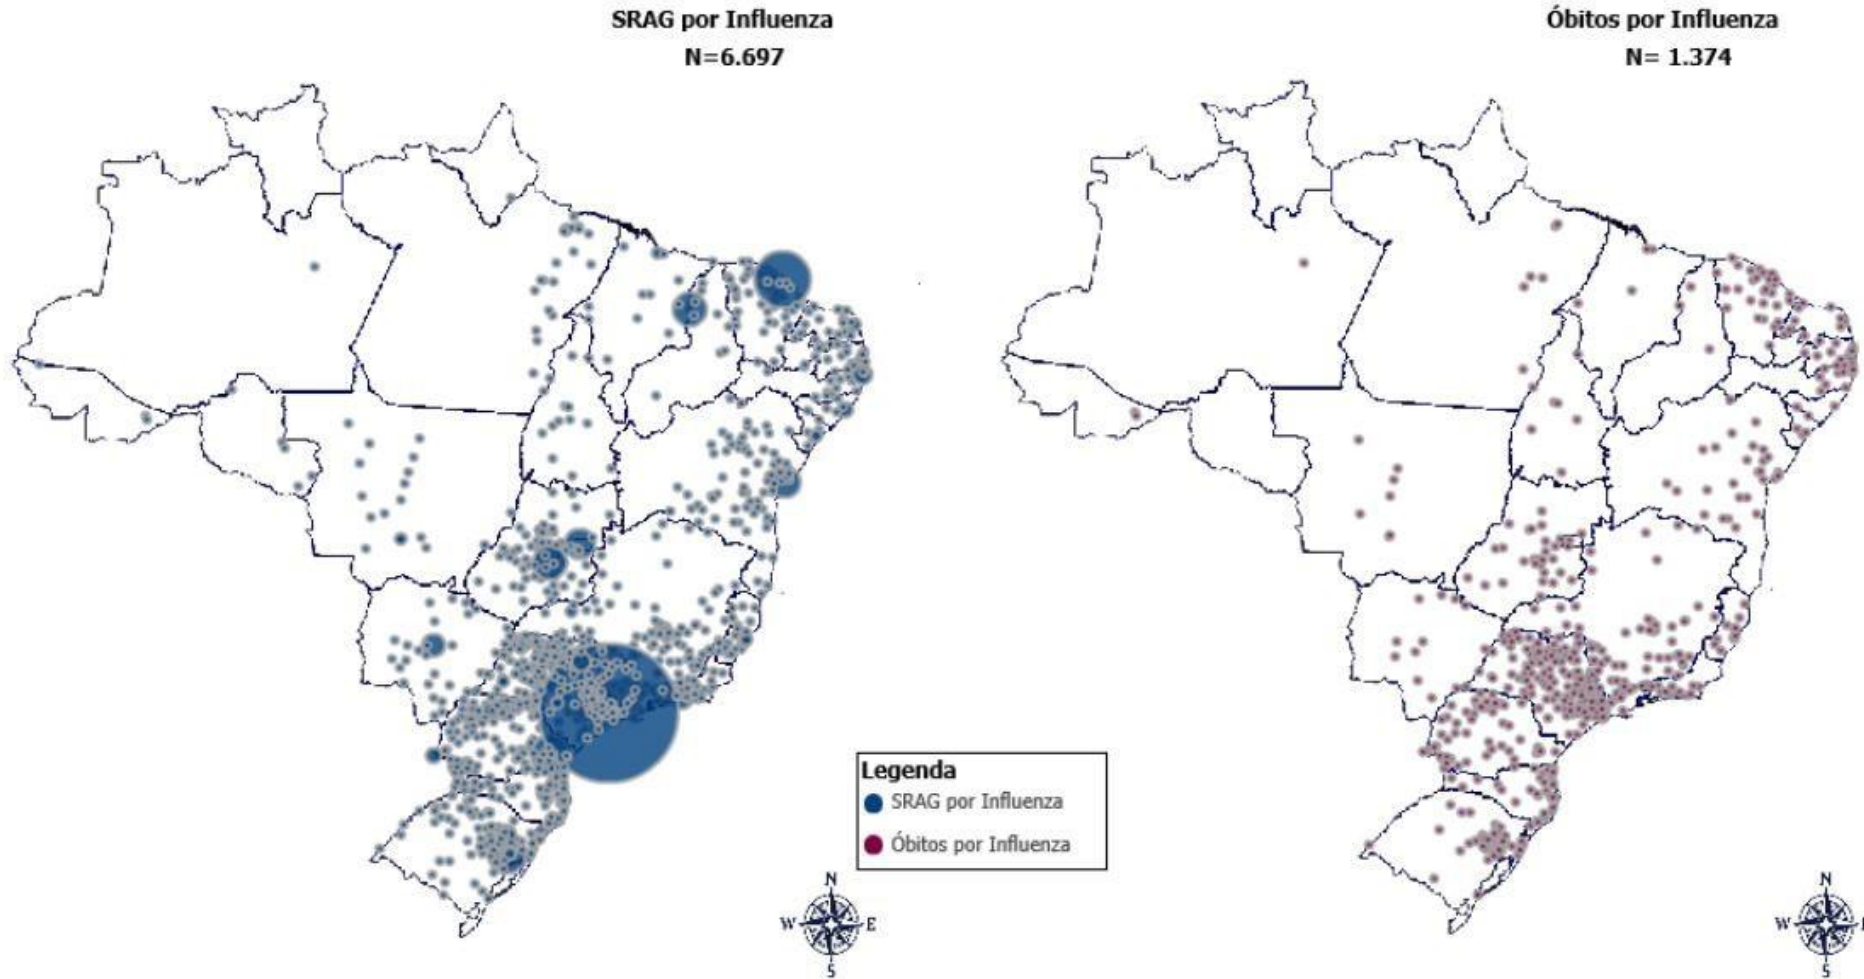 SRAG por Influenza
N=6.697
Óbitos por Influenza
N= 1.374
Legenda
SRAG por Influenza
Óbitos por Influenza
N
W E
S
N
W
S